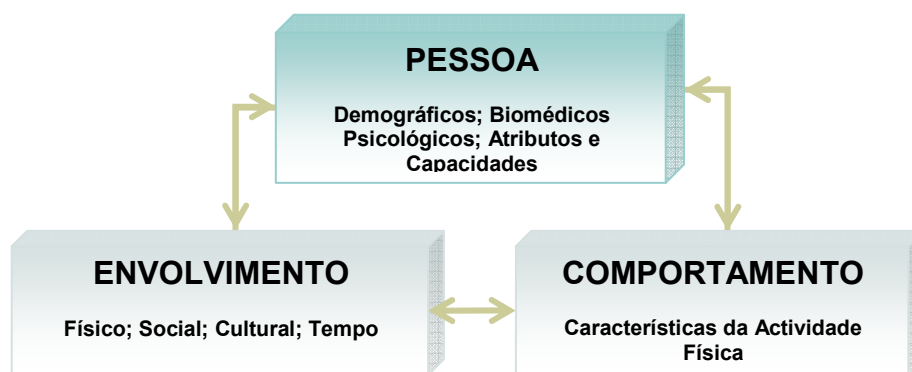 PESSOA
Demográficos; Biomédicos
Psicológicos; Atributos e
Capacidades
ENVOLVIMENTO
Físico; Social; Cultural; Tempo
COMPORTAMENTO
Características da Actividade
Física